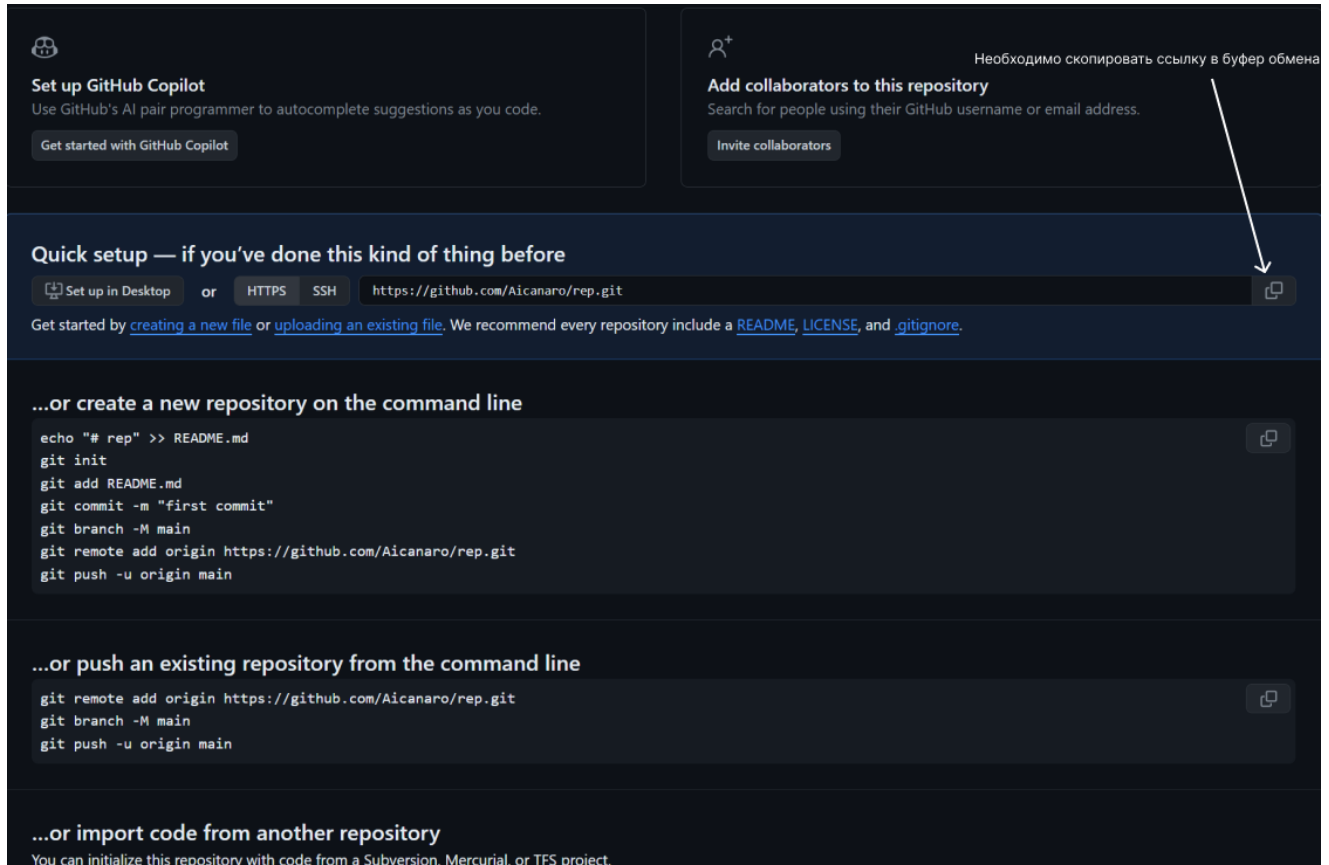 Set up GitHub Copilot
Use GitHub's AI pair programmer to autocomplete suggestions as you code.
Get started with GitHub Copilot
Необходимо скопировать ссылку в буфер обмена
Add collaborators to this repository
Search for people using their GitHub username or email address.
Invite collaborators
Quick setup — if you've done this kind of thing before
Set up in Desktop or HTTPS SSH https://github.com/Aicanaro/rep.git
Get started by creating a new file or uploading an existing file. We recommend every repository include a README, LICENSE, and .gitignore.
...or create a new repository on the command line
echo "# rep" >> README.md
git init
git add README.md
git commit -m "first commit"
git branch -M main
git remote add origin https://github.com/Aicanaro/rep.git
git push -u origin main
...or push an existing repository from the command line
git remote add origin https://github.com/Aicanaro/rep.git
git branch -M main
git push -u origin main
...or import code from another repository
You can initialize this repository with code from a Subversion, Mercurial, or TFS project.